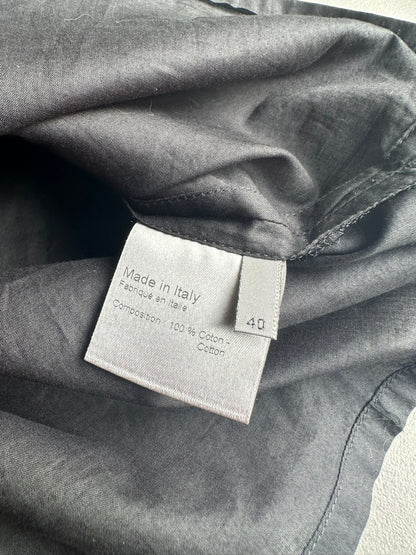 Made in Italy
Fabriqué en Italie
Composition : 100 % Coton -
Cotton
40